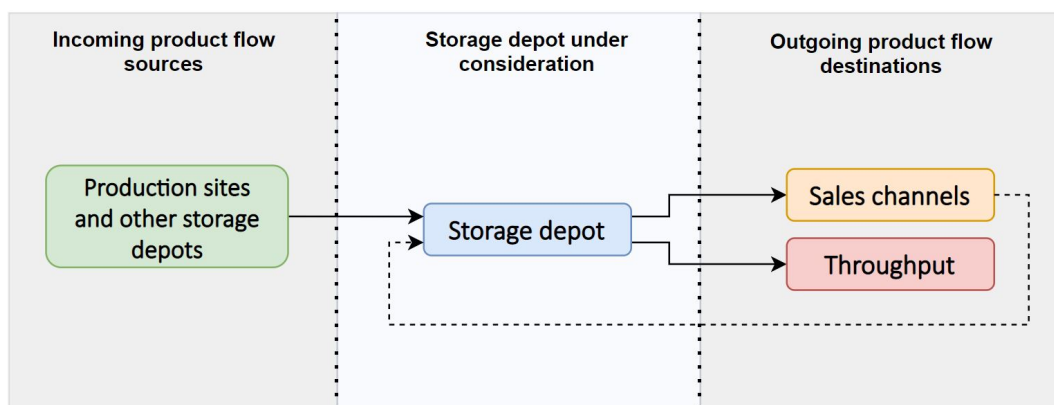 Incoming product flow
sources
Storage depot under
consideration
Outgoing product flow
destinations
Production sites
and other storage
depots
Storage depot
Sales channels
Throughput